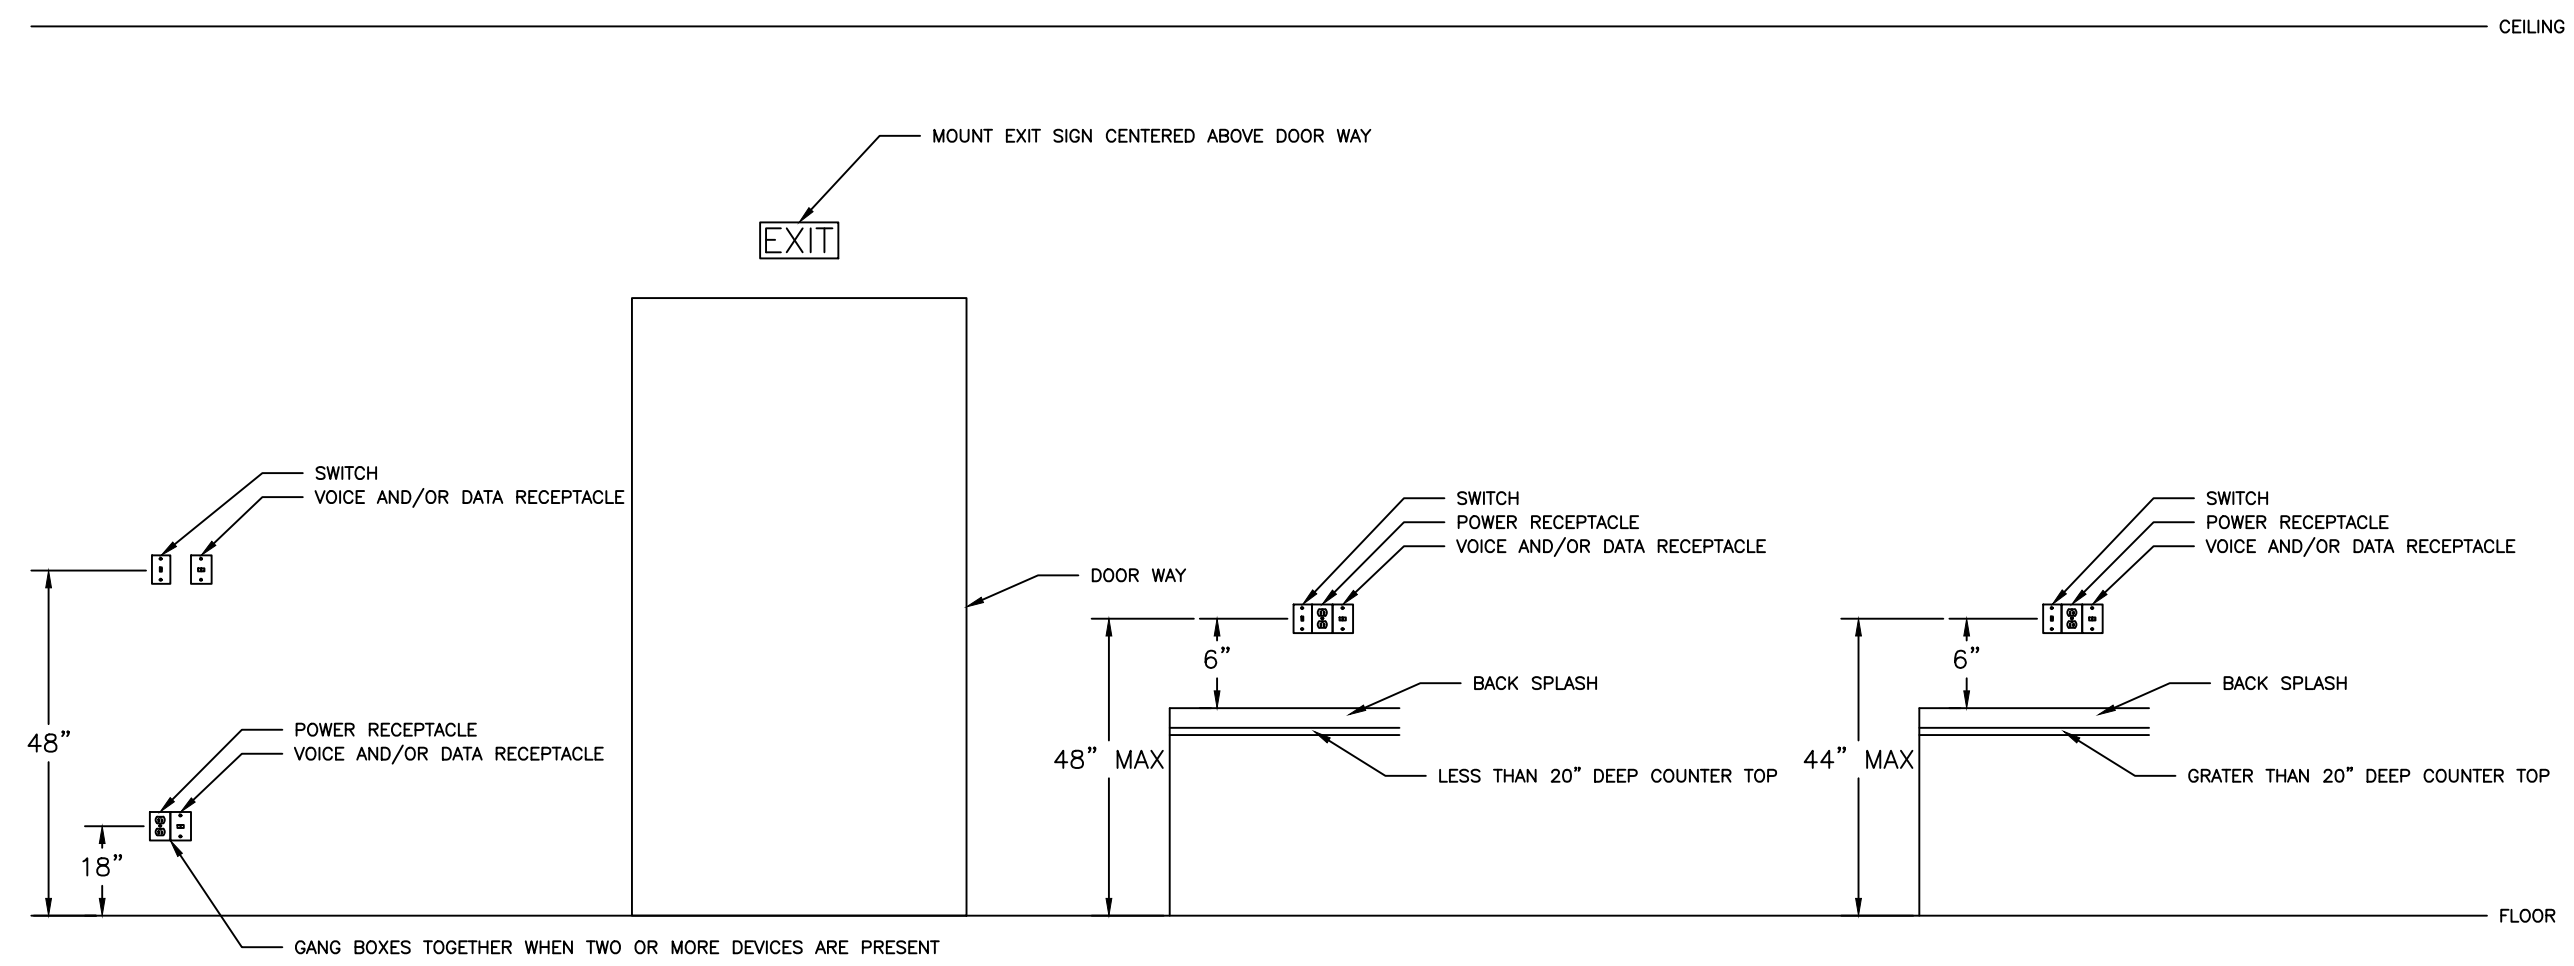 CEILING
MOUNT EXIT SIGN CENTERED ABOVE DOOR WAY
EXIT
SWITCH
VOICE AND/OR DATA RECEPTACLE
48”
POWER RECEPTACLE
VOICE AND/OR DATA RECEPTACLE
18”
GANG BOXES TOGETHER WHEN TWO OR MORE DEVICES ARE PRESENT
DOOR WAY
SWITCH
POWER RECEPTACLE
VOICE AND/OR DATA RECEPTACLE
6”
BACK SPLASH
48” MAX
LESS THAN 20” DEEP COUNTER TOP
SWITCH
POWER RECEPTACLE
VOICE AND/OR DATA RECEPTACLE
6”
BACK SPLASH
44” MAX
GRATER THAN 20” DEEP COUNTER TOP
FLOOR